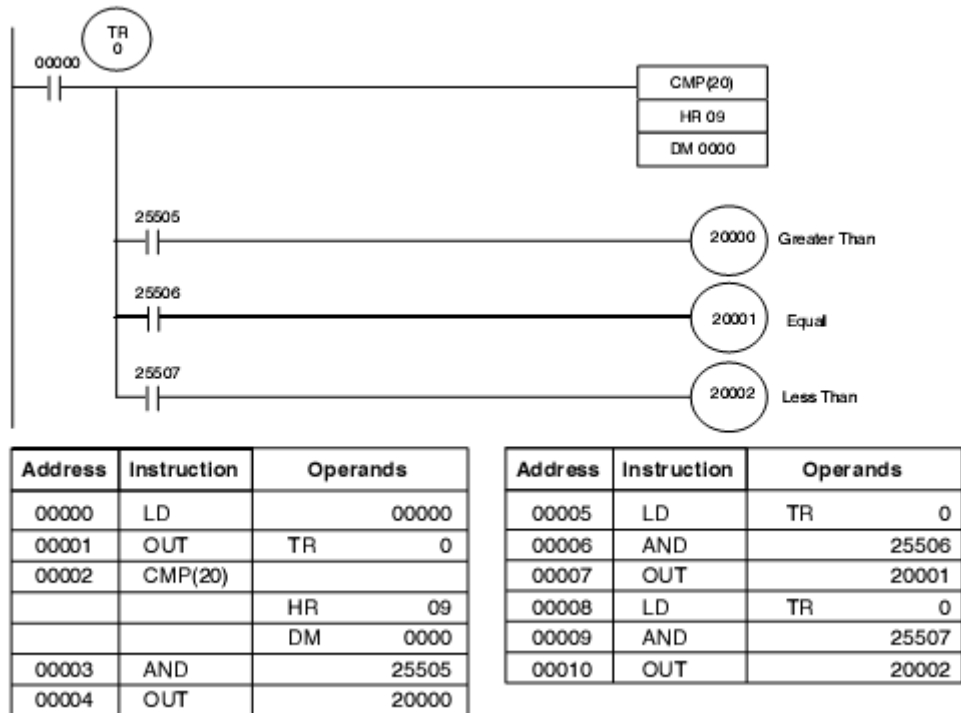 TR
0
00000
CMP(20)
HR 09
DM 0000
25505
20000
Greater Than
25506
20001
Equal
25507
20002
Less Than
Address Instruction Operands
00000 LD 00000
00001 OUT TR 0
00002 CMP(20)
HR 09
DM 0000
00003 AND 25505
00004 OUT 20000
Address Instruction Operands
00005 LD TR 0
00006 AND 25506
00007 OUT 20001
00008 LD TR 0
00009 AND 25507
00010 OUT 20002